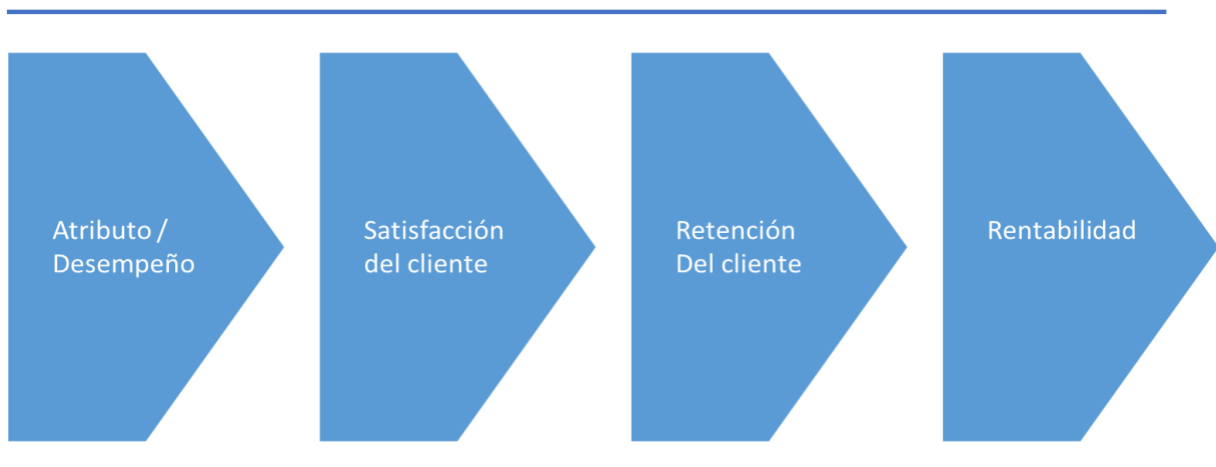 Atributo /
Desempeño
Satisfacción
del cliente
Retención
Del cliente
Rentabilidad